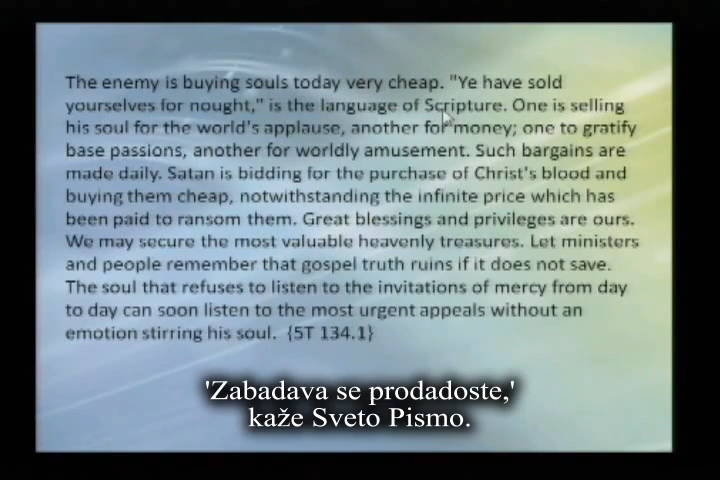 The enemy is buying souls today very cheap. "Ye have sold
yourselves for nought," is the language of Scripture. One is selling
his soul for the world's applause, another for money; one to gratify
base passions, another for worldly amusement. Such bargains are
made daily. Satan is bidding for the purchase of Christ's blood and
buying them cheap, notwithstanding the infinite price which has
been paid to ransom them. Great blessings and privileges are ours.
We may secure the most valuable heavenly treasures. Let ministers
and people remember that gospel truth ruins if it does not save.
The soul that refuses to listen to the invitations of mercy from day
to day can soon listen to the most urgent appeals without an
emotion stirring his soul. {5T 134.1}
'Zabadava se prodadoste,'
kaže Sveto Pismo.